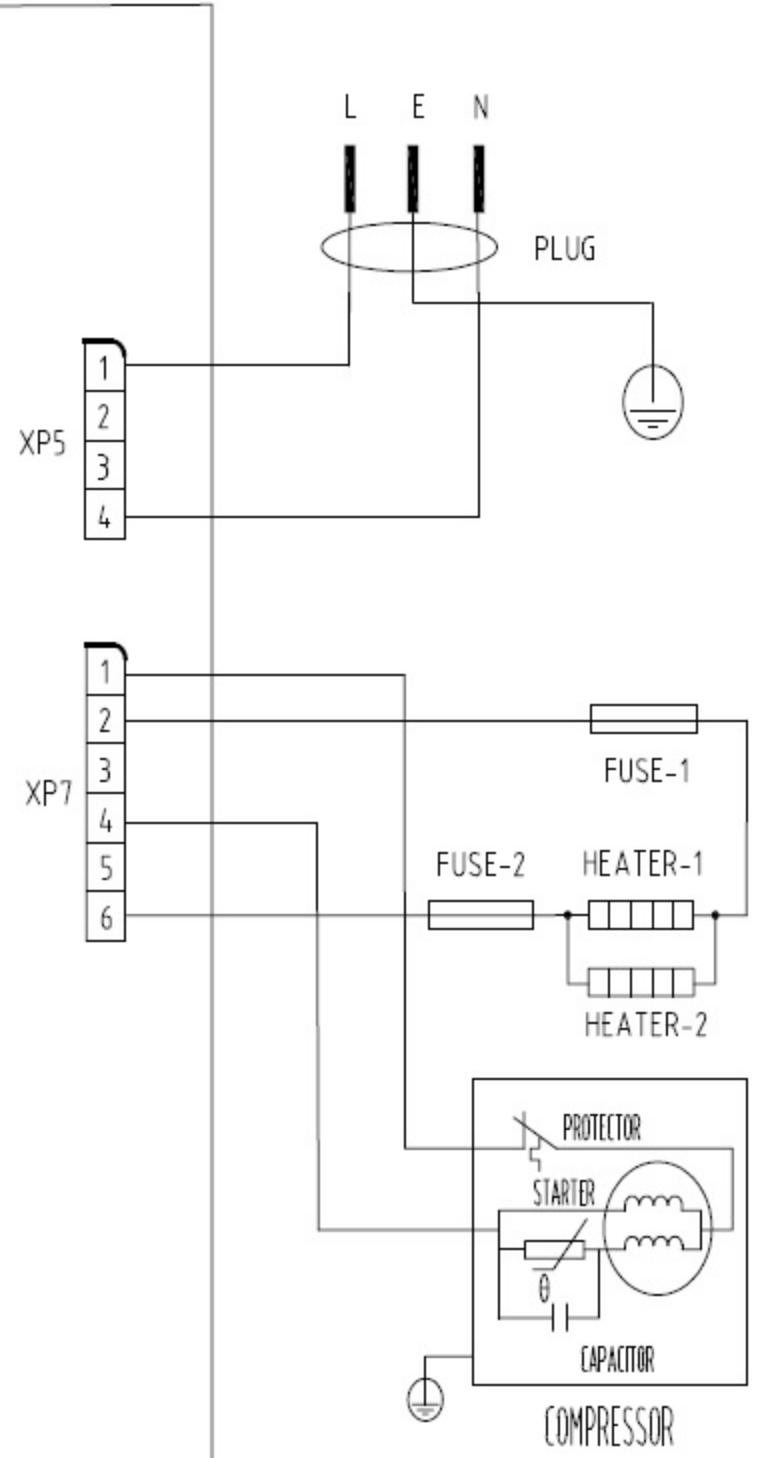 L E N
PLUG
1
2
XP5
3
4
1
2
FUSE-1
3
XP7
4
FUSE-2 HEATER-1
5
6
HEATER-2
PROTECTOR
STARTER
θ
CAPACITOR
COMPRESSOR